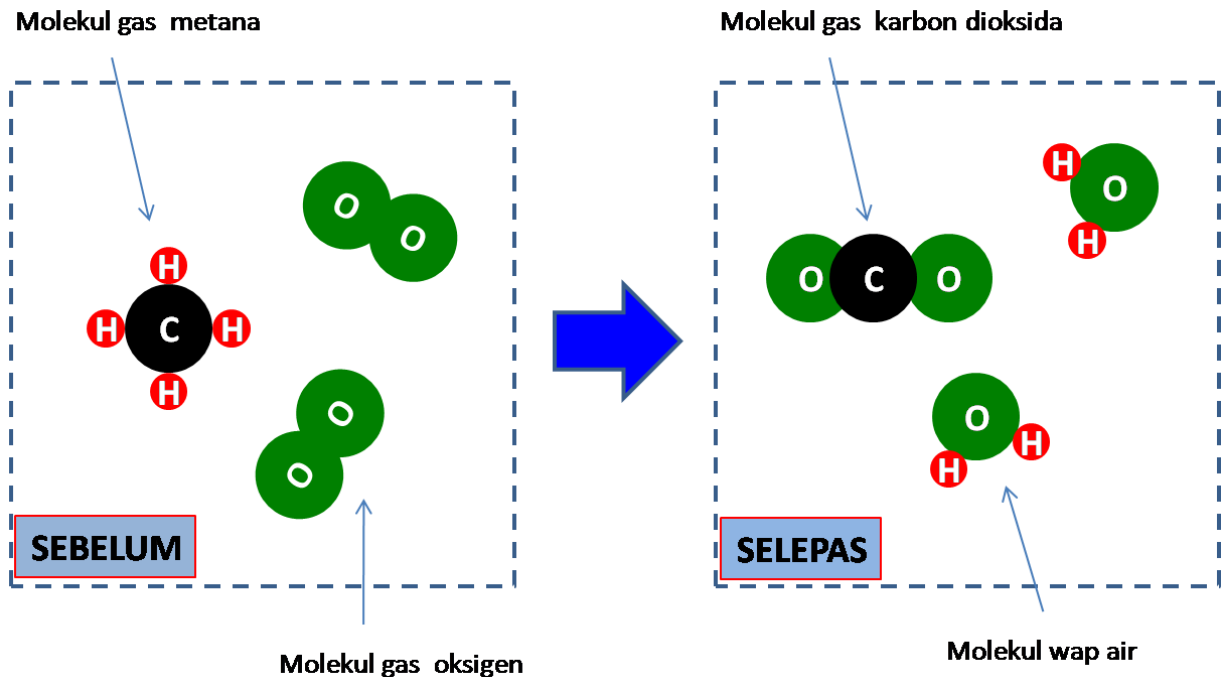 Molekul gas metana
Molekul gas karbon dioksida
O
O
H
H
C
H
H
O
O
SEBELUM
Molekul gas oksigen
H
O
H
O
C
O
O
H
H
SELEPAS
Molekul wap air